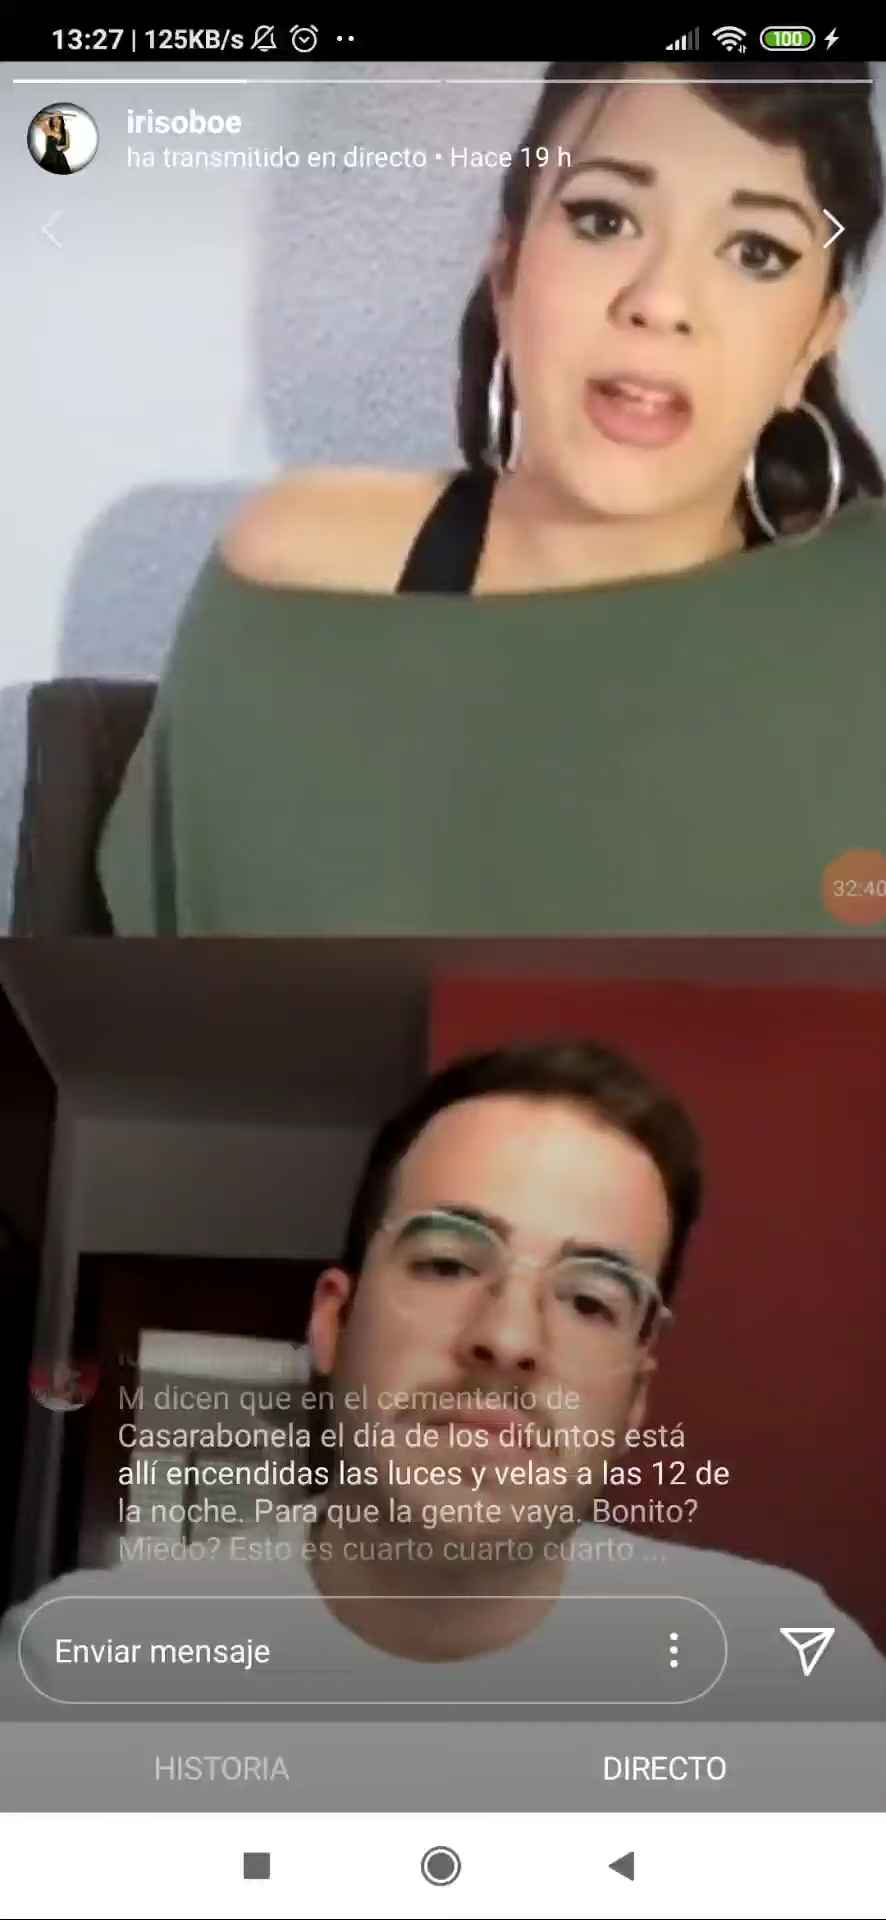 13:27 | 125KB/s
100
irisoboe
ha transmitido en directo • Hace 19 h
32:40
M dicen que en el cementerio de
Casarabonela el día de los difuntos está
allí encendidas las luces y velas a las 12 de
la noche. Para que la gente vaya. Bonito?
Miedo? Esto es cuarto cuarto cuarto ...
Enviar mensaje
HISTORIA
DIRECTO